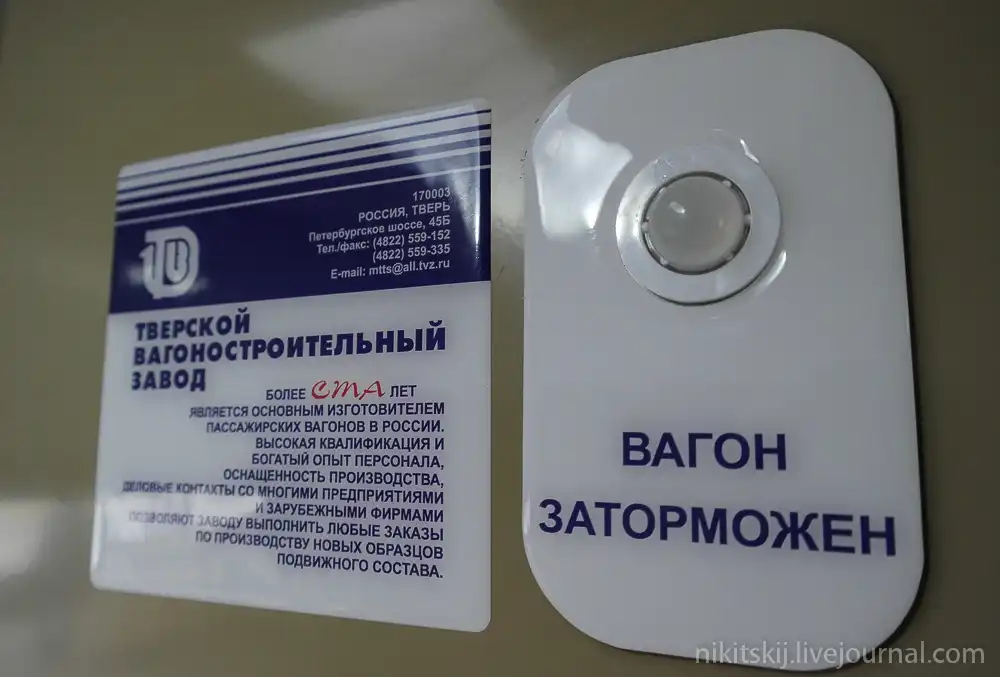 170003
РОССИЯ, ТВЕРЬ
Петербургское шоссе, 45Б
Тел./факс: (4822) 559-152
(4822) 559-335
E-mail: mtts@all.tvz.ru
ТВЕРСКОЙ
ВАГОНОСТРОИТЕЛЬНЫЙ
ЗАВОД
БОЛЕЕ СТА ЛЕТ
ЯВЛЯЕТСЯ ОСНОВНЫМ ИЗГОТОВИТЕЛЕМ
ПАССАЖИРСКИХ ВАГОНОВ В РОССИИ.
ВЫСОКАЯ КВАЛИФИКАЦИЯ И
БОГАТЫЙ ОПЫТ ПЕРСОНАЛА,
ОСНАЩЕННОСТЬ ПРОИЗВОДСТВА,
ДЕЛОВЫЕ КОНТАКТЫ СО МНОГИМИ ПРЕДПРИЯТИЯМИ
И ЗАРУБЕЖНЫМИ ФИРМАМИ
ПОЗВОЛЯЮТ ЗАВОДУ ВЫПОЛНИТЬ ЛЮБЫЕ ЗАКАЗЫ
ПО ПРОИЗВОДСТВУ НОВЫХ ОБРАЗЦОВ
ПОДВИЖНОГО СОСТАВА.
ВАГОН
ЗАТОРМОЖЕН
nikitskij.livejournal.com